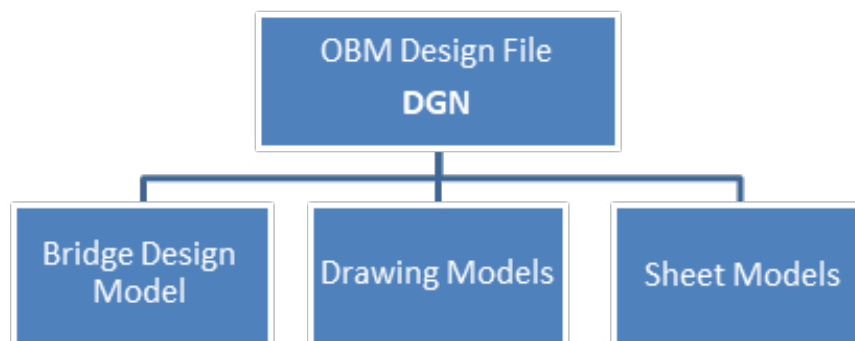 OBM Design File
DGN
Bridge Design
Model
Drawing Models
Sheet Models